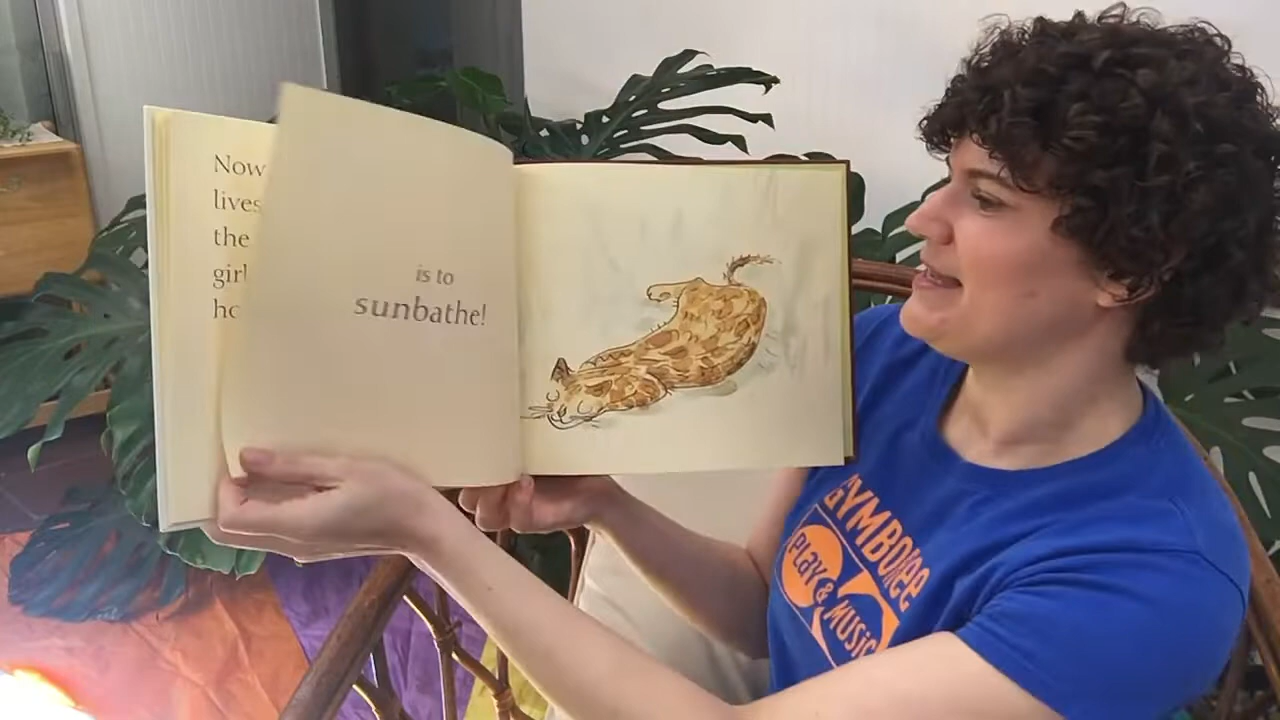 Now
lives
the
girl
ho
is to
sunbathe!
GYMBOREE
PLAY &
MUSIC